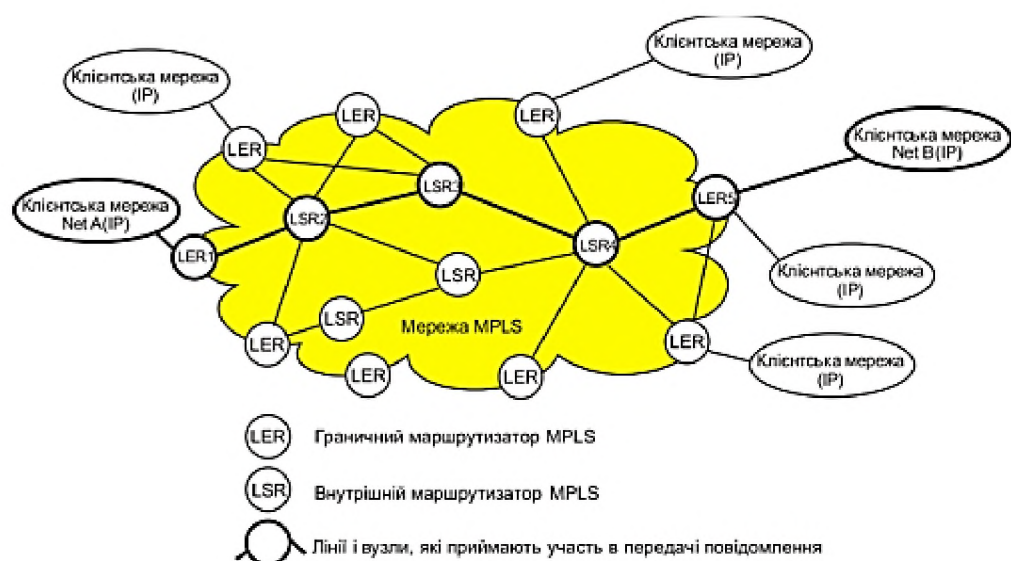 Клієнтська мережа
(IP)
Клієнтська мережа
(IP)
Клієнтська мережа
Net B(IP)
Клієнтська мережа
Net A(IP)
LER
LER
LER
LSR3
LER5
LSR2
LSR4
LER1
LSR
Клієнтська мережа
(IP)
LSR
Мережа MPLS
LER
LER
LER
LER
Клієнтська мережа
(IP)
LER Граничний маршрутизатор MPLS
LSR Внутрішній маршрутизатор MPLS
Лінії і вузли, які приймають участь в передачі повідомлення